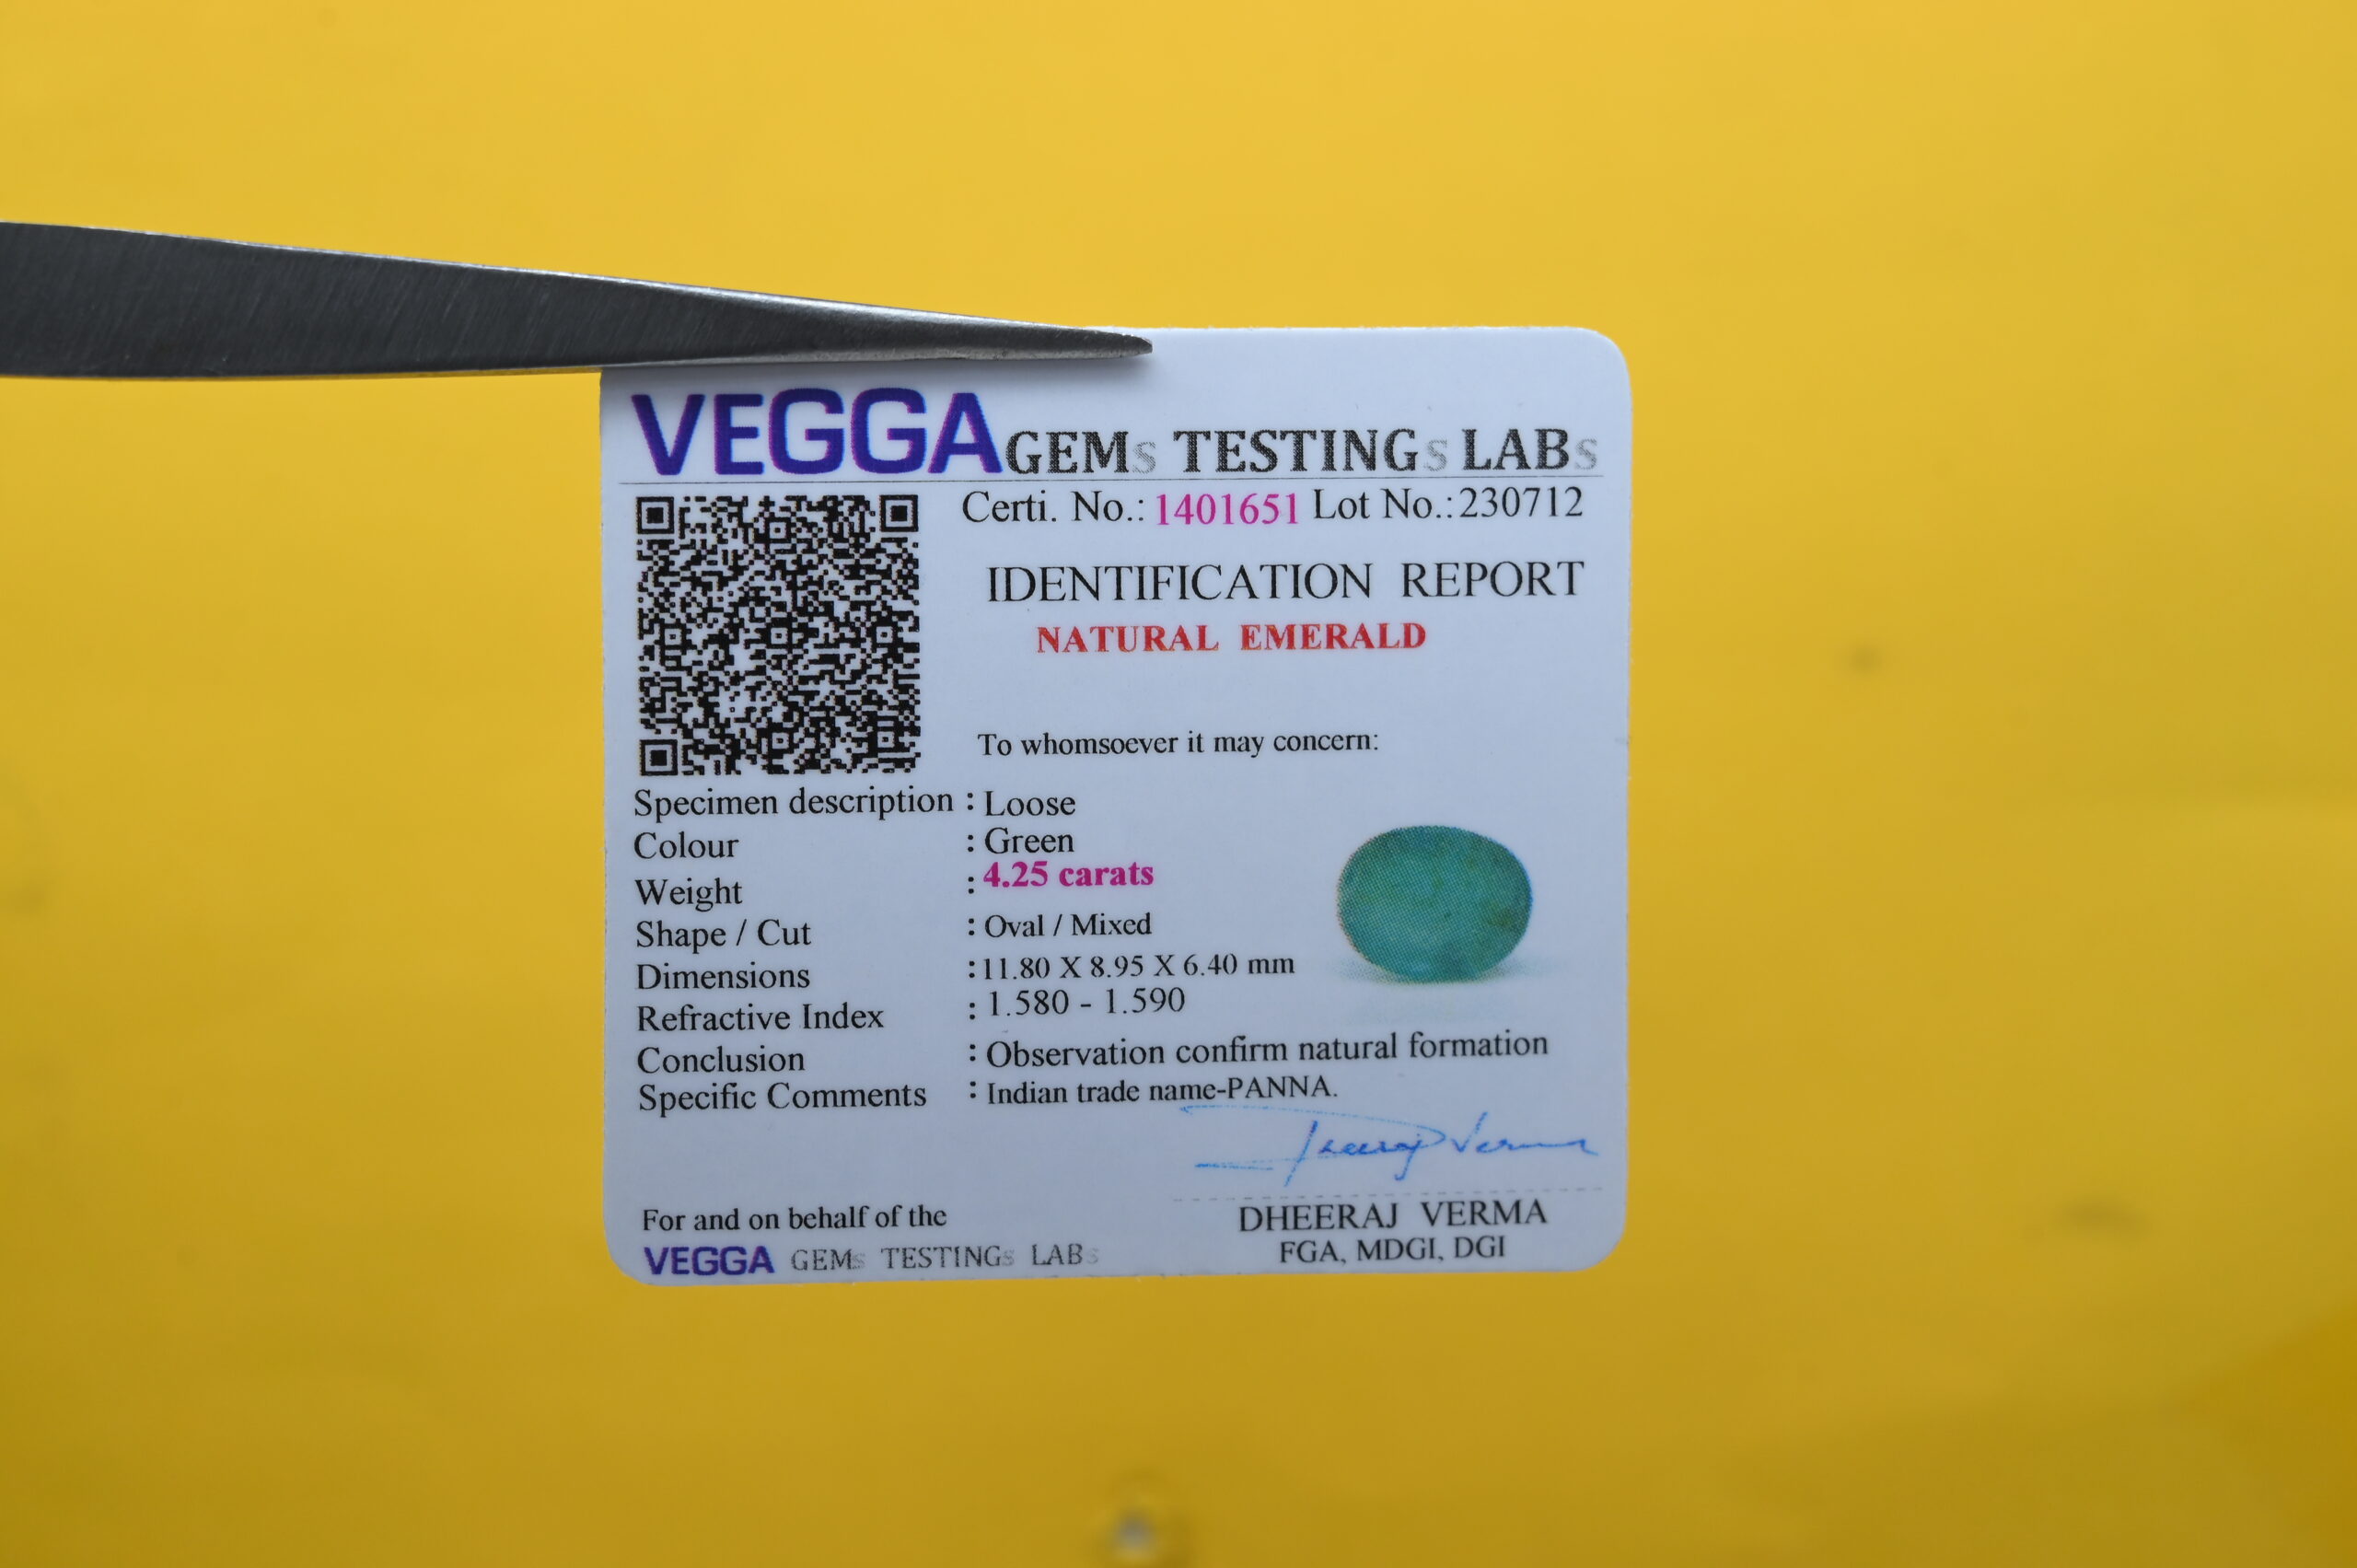 VEGGA GEMs TESTINGs LABs
Certi. No.: 1401651 Lot No.:230712
IDENTIFICATION REPORT
NATURAL EMERALD
To whomsoever it may concern:
Specimen description : Loose
Colour : Green
Weight : 4.25 carats
Shape / Cut : Oval / Mixed
Dimensions :11.80 X 8.95 X 6.40 mm
Refractive Index : 1.580 - 1.590
Conclusion : Observation confirm natural formation
Specific Comments : Indian trade name-PANNA.
Dheeraj Verma
For and on behalf of the
VEGGA GEMs TESTINGs LABs
DHEERAJ VERMA
FGA, MDGI, DGI